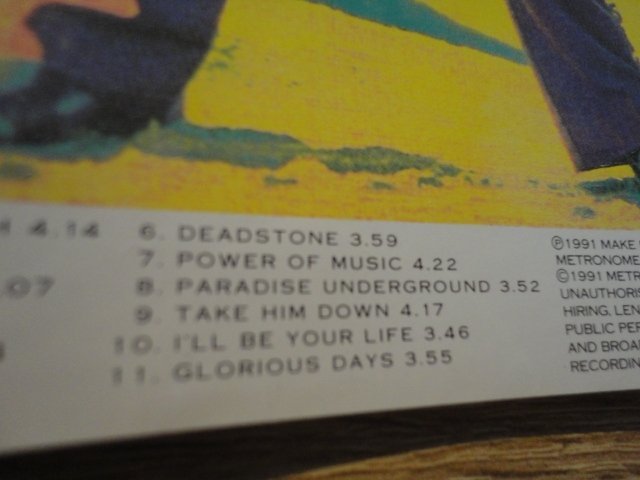 4.14
.07
6. DEADSTONE 3.59
7. POWER OF MUSIC 4.22
8. PARADISE UNDERGROUND 3.52
9. TAKE HIM DOWN 4.17
10. I'LL BE YOUR LIFE 3.46
11. GLORIOUS DAYS 3.55
℗1991 MAKE
METRONOME
©1991 METR
UNAUTHORIS
HIRING, LEN
PUBLIC PER
AND BROA
RECORDIN